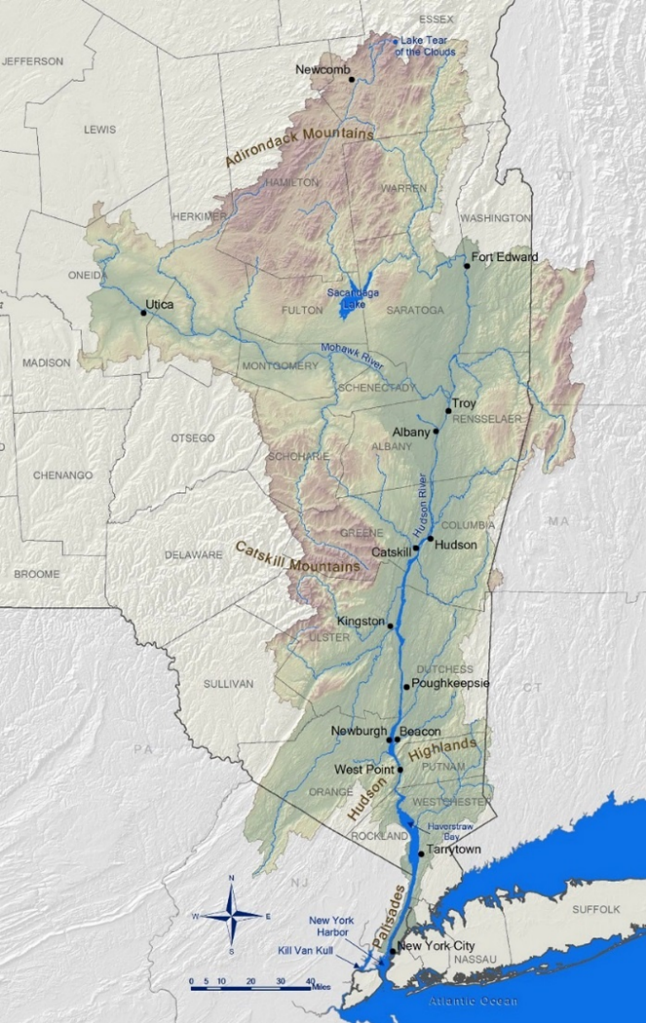 ESSEX
Lake Tear
of the Clouds
JEFFERSON
Newcomb
LEWIS
Adirondack Mountains
HAMILTON
WARREN
VT
HERKIMER
WASHINGTON
Fort Edward
ONEIDA
Utica
Sacandaga
Lake
FULTON
SARATOGA
Mohawk River
MADISON
MONTGOMERY
SCHENECTADY
Troy
RENSSELAER
Albany
OTSEGO
ALBANY
SCHOHARIE
CHENANGO
Hudson River
MA
COLUMBIA
GREENE
Hudson
Catskill
DELAWARE
Catskill Mountains
BROOME
Kingston
ULSTER
DUTCHESS
SULLIVAN
Poughkeepsie
CT
Newburgh
Beacon
PA
Hudson Highlands
West Point
PUTNAM
ORANGE
WESTCHESTER
Haverstraw
Bay
ROCKLAND
Tarrytown
NJ
N
W
E
S
Palisades
SUFFOLK
New York
Harbor
Kill Van Kull
New York City
NASSAU
0 5 10 20 30 40
Miles
Atlantic Ocean